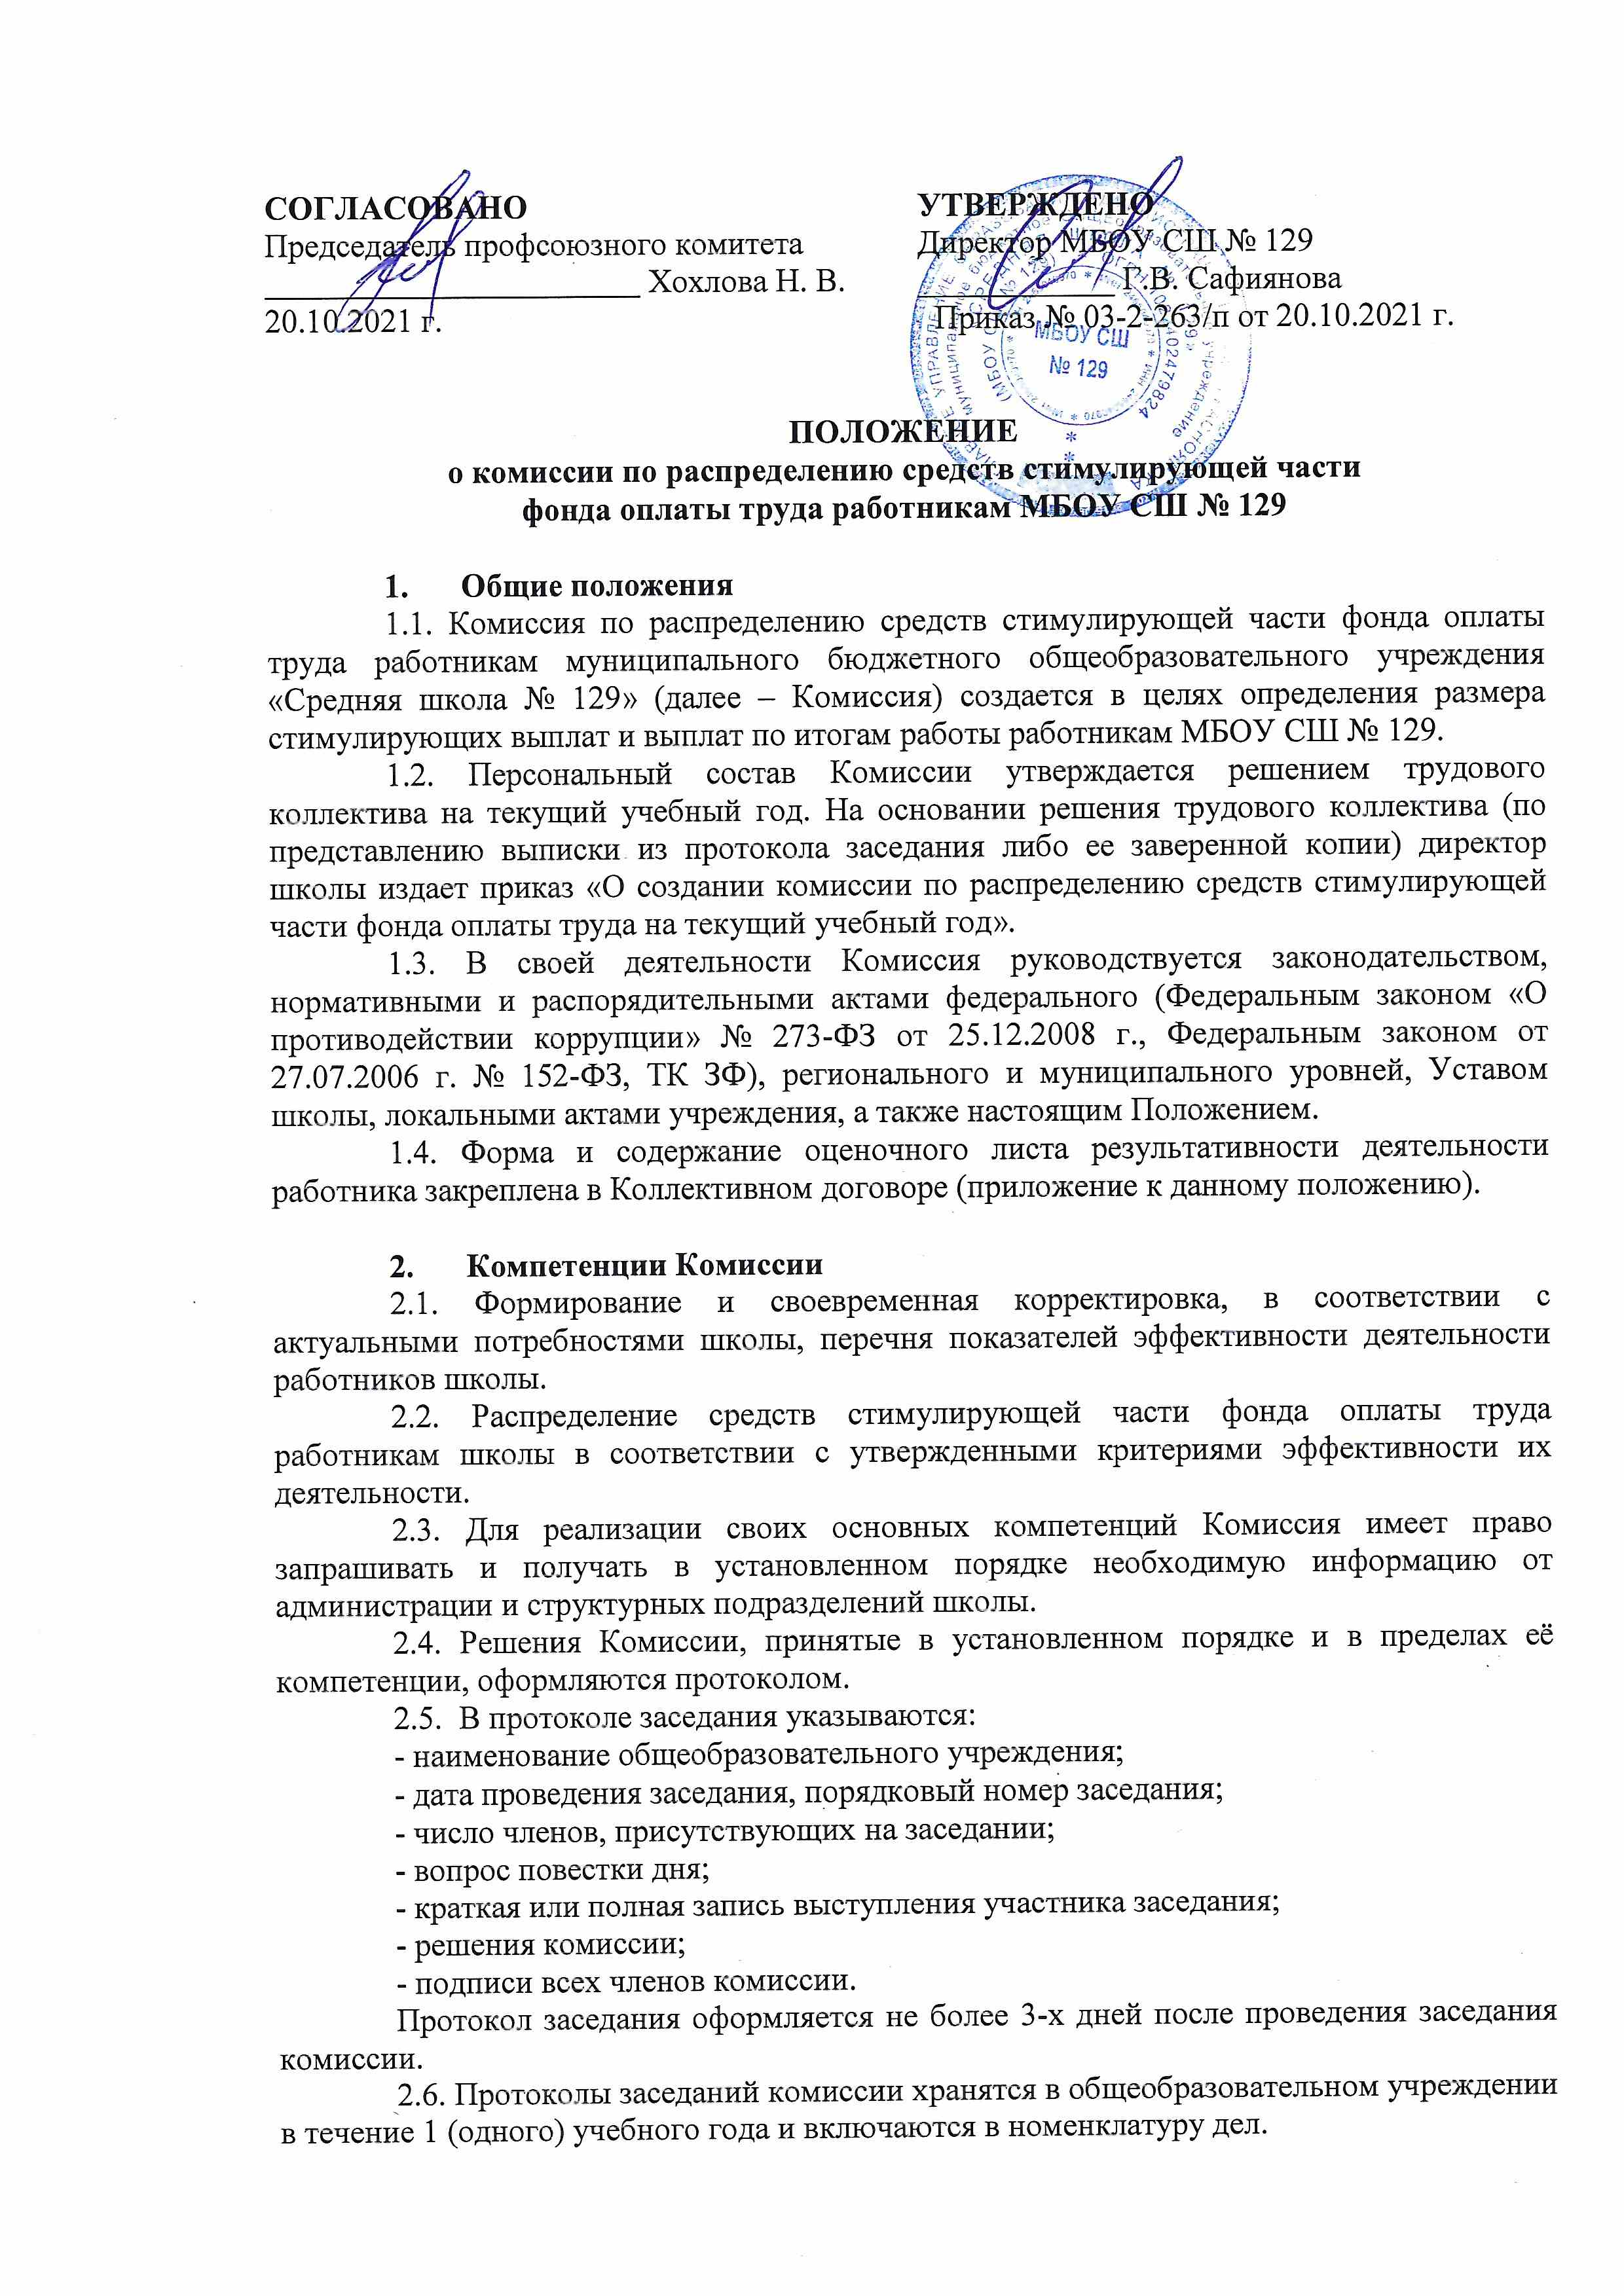 СОГЛАСОВАНО
Председатель профсоюзного комитета
Хохлова Н. В.
20.10.2021 г.
УТВЕРЖДЕНО
Директор МБОУ СШ № 129
Г.В. Сафиянова
Приказ № 03-2-263/п от 20.10.2021 г.
МБОУ СШ
№ 129
ПОЛОЖЕНИЕ
о комиссии по распределению средств стимулирующей части
фонда оплаты труда работникам МБОУ СШ № 129
1. Общие положения
1.1. Комиссия по распределению средств стимулирующей части фонда оплаты
труда работникам муниципального бюджетного общеобразовательного учреждения
«Средняя школа № 129» (далее – Комиссия) создается в целях определения размера
стимулирующих выплат и выплат по итогам работы работникам МБОУ СШ № 129.
1.2. Персональный состав Комиссии утверждается решением трудового
коллектива на текущий учебный год. На основании решения трудового коллектива (по
представлению выписки из протокола заседания либо ее заверенной копии) директор
школы издает приказ «О создании комиссии по распределению средств стимулирующей
части фонда оплаты труда на текущий учебный год».
1.3. В своей деятельности Комиссия руководствуется законодательством,
нормативными и распорядительными актами федерального (Федеральным законом «О
противодействии коррупции» № 273-ФЗ от 25.12.2008 г., Федеральным законом от
27.07.2006 г. № 152-ФЗ, ТК ЗФ), регионального и муниципального уровней, Уставом
школы, локальными актами учреждения, а также настоящим Положением.
1.4. Форма и содержание оценочного листа результативности деятельности
работника закреплена в Коллективном договоре (приложение к данному положению).
2. Компетенции Комиссии
2.1. Формирование и своевременная корректировка, в соответствии с
актуальными потребностями школы, перечня показателей эффективности деятельности
работников школы.
2.2. Распределение средств стимулирующей части фонда оплаты труда
работникам школы в соответствии с утвержденными критериями эффективности их
деятельности.
2.3. Для реализации своих основных компетенций Комиссия имеет право
запрашивать и получать в установленном порядке необходимую информацию от
администрации и структурных подразделений школы.
2.4. Решения Комиссии, принятые в установленном порядке и в пределах её
компетенции, оформляются протоколом.
2.5. В протоколе заседания указываются:
- наименование общеобразовательного учреждения;
- дата проведения заседания, порядковый номер заседания;
- число членов, присутствующих на заседании;
- вопрос повестки дня;
- краткая или полная запись выступления участника заседания;
- решения комиссии;
- подписи всех членов комиссии.
Протокол заседания оформляется не более 3-х дней после проведения заседания
комиссии.
2.6. Протоколы заседаний комиссии хранятся в общеобразовательном учреждении
в течение 1 (одного) учебного года и включаются в номенклатуру дел.